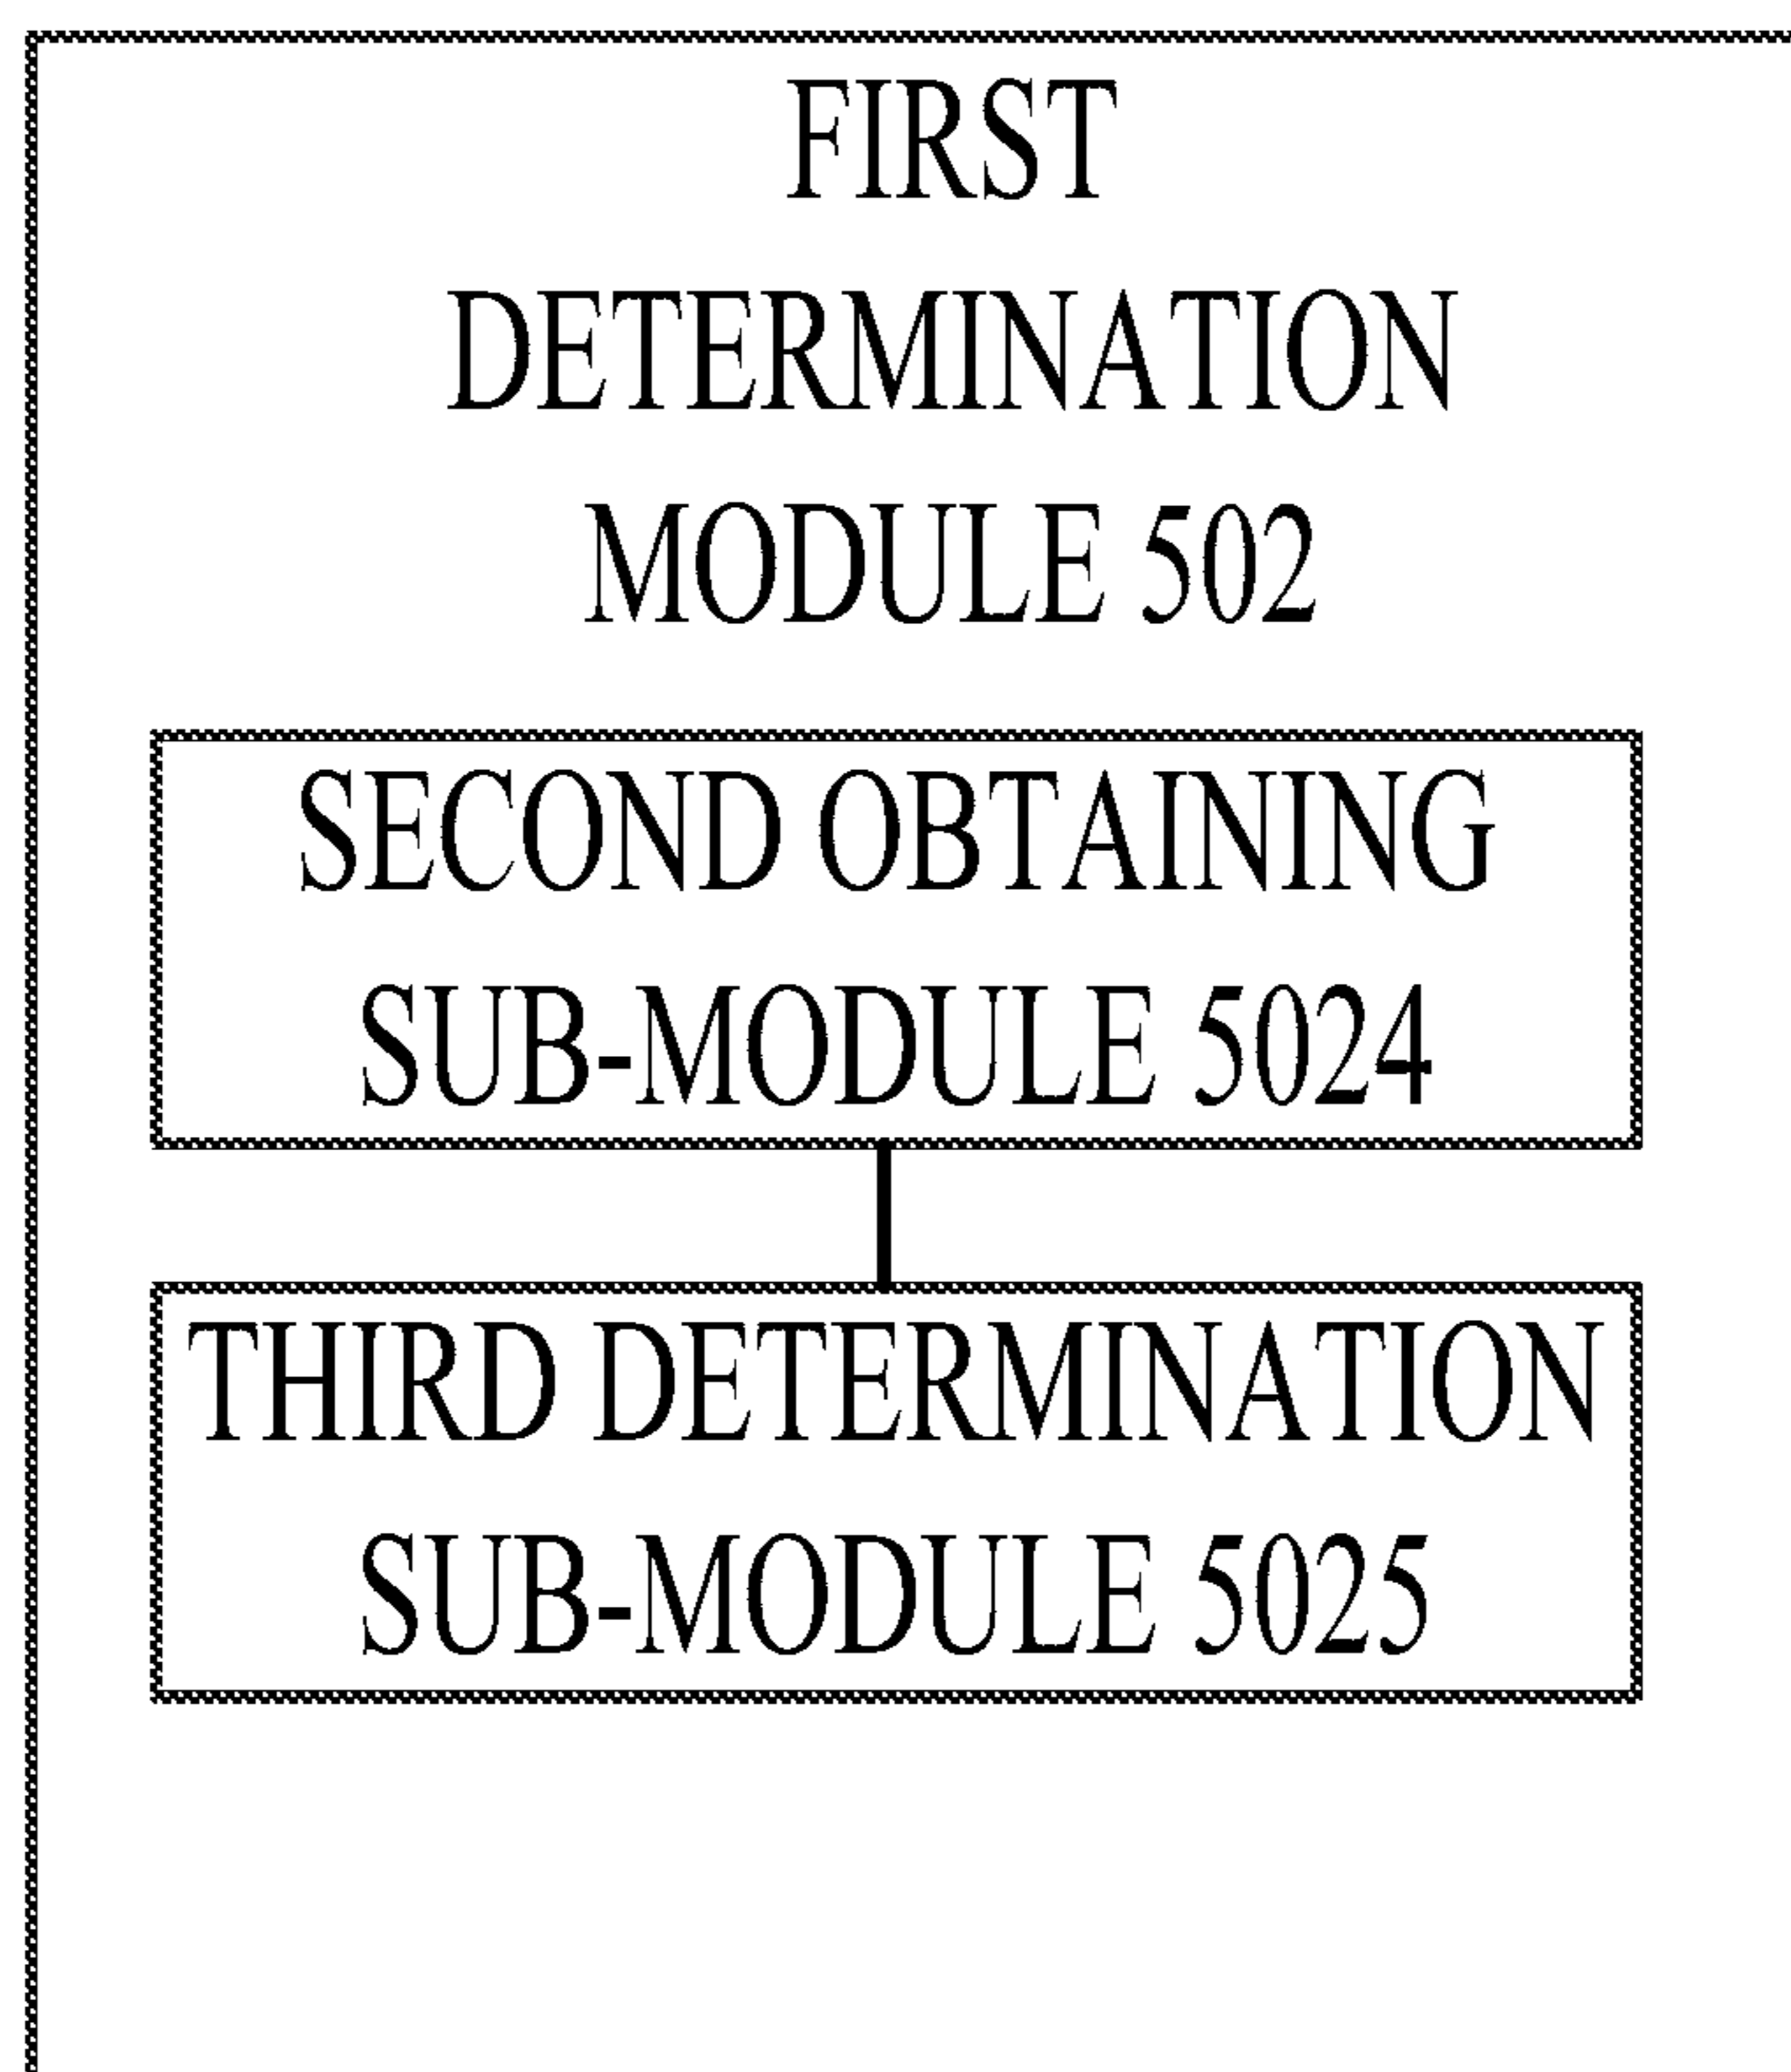 FIRST
DETERMINATION
MODULE 502
SECOND OBTAINING
SUB-MODULE 5024
THIRD DETERMINATION
SUB-MODULE 5025